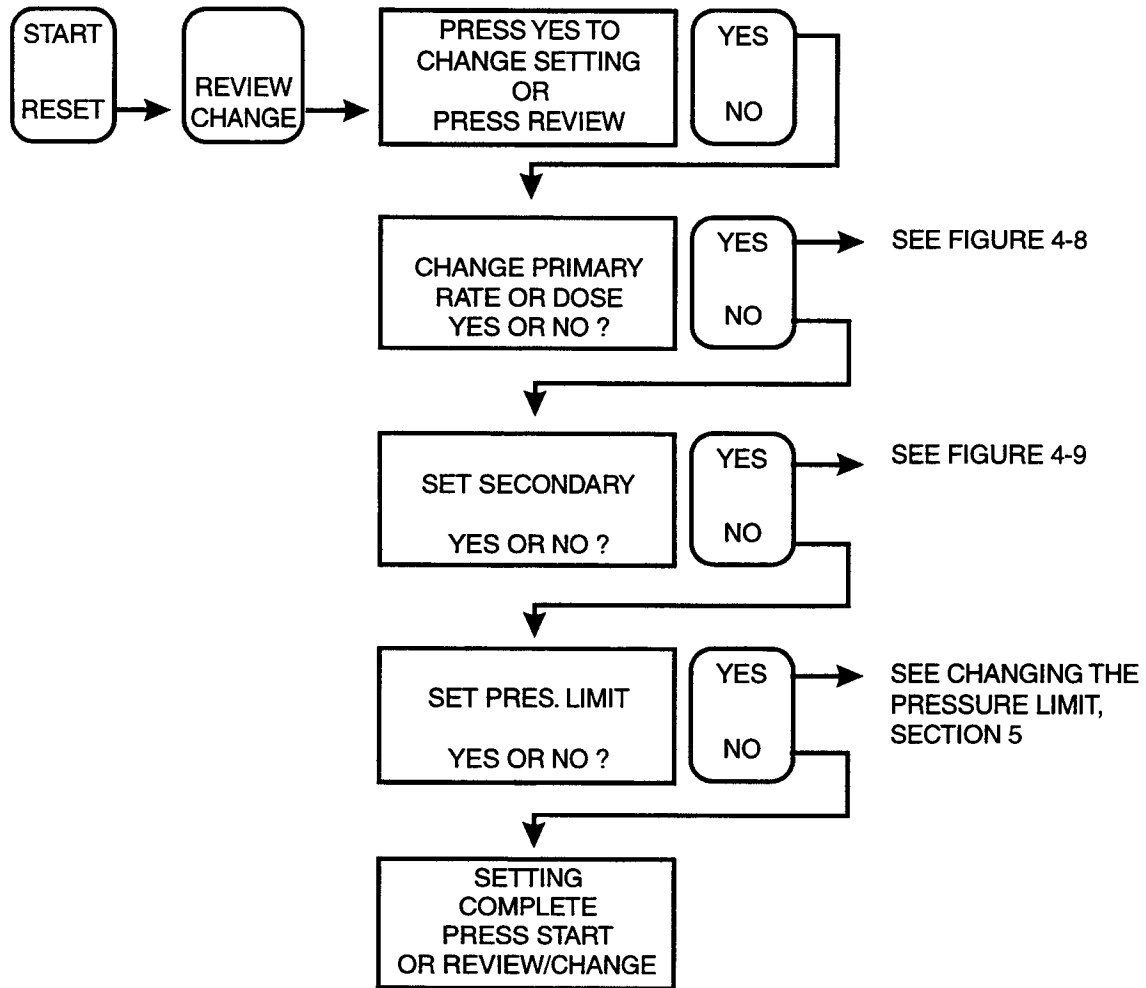 START
RESET
REVIEW
CHANGE
PRESS YES TO
CHANGE SETTING
OR
PRESS REVIEW
YES
NO
CHANGE PRIMARY
RATE OR DOSE
YES OR NO ?
YES
NO
SEE FIGURE 4-8
SET SECONDARY
YES OR NO ?
YES
NO
SEE FIGURE 4-9
SET PRES. LIMIT
YES OR NO ?
YES
NO
SEE CHANGING THE
PRESSURE LIMIT,
SECTION 5
SETTING
COMPLETE
PRESS START
OR REVIEW/CHANGE